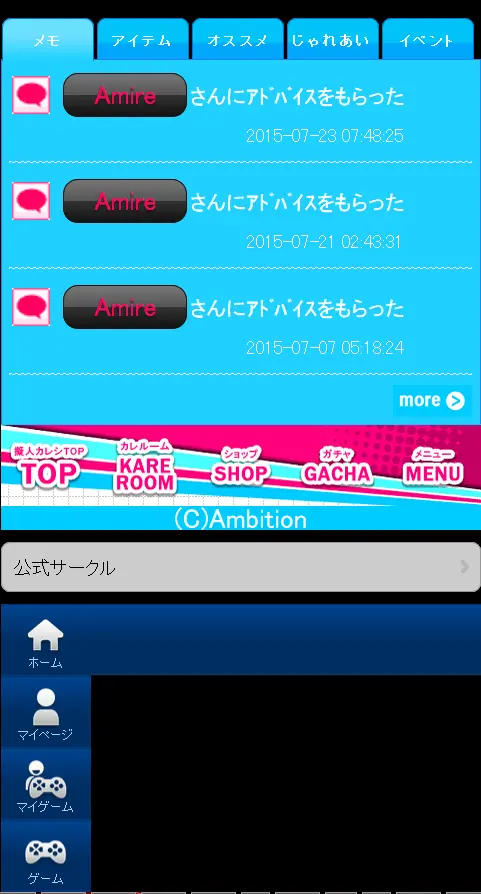 メモ
アイテム
オススメ
じゃれあい
イベント
Amire さんにｱﾄﾞﾊﾞｲｽをもらった
2015-07-23 07:48:25
Amire さんにｱﾄﾞﾊﾞｲｽをもらった
2015-07-21 02:43:31
Amire さんにｱﾄﾞﾊﾞｲｽをもらった
2015-07-07 05:18:24
more
擬人カレシTOP
TOP
カレルーム
KARE
ROOM
ショップ
SHOP
ガチャ
GACHA
メニュー
MENU
(C)Ambition
公式サークル
ホーム
マイページ
マイゲーム
ゲーム